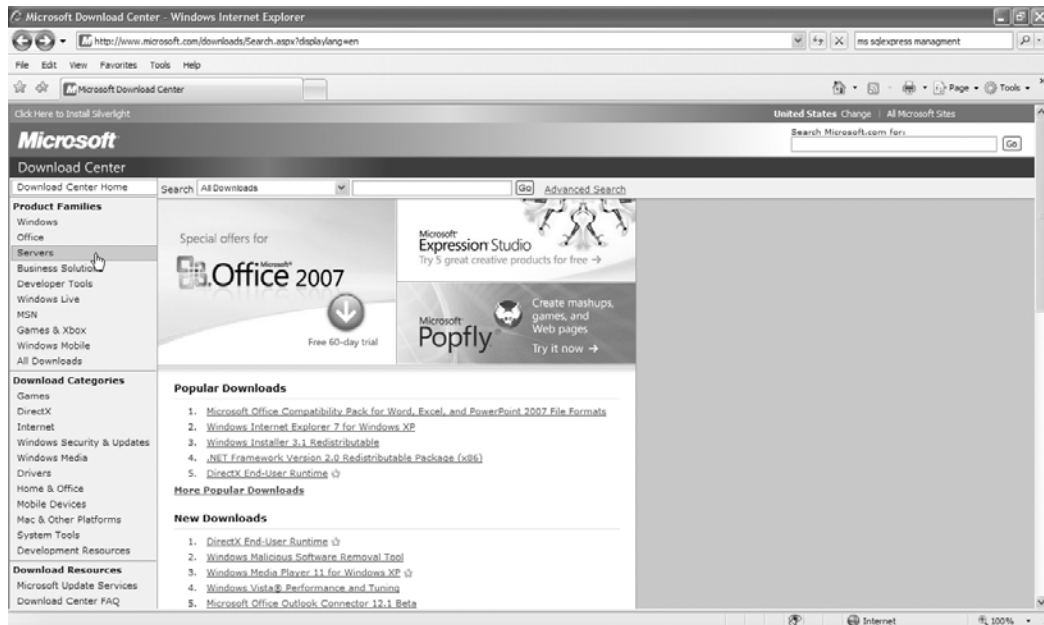 Microsoft Download Center - Windows Internet Explorer
http://www.microsoft.com/downloads/Search.aspx?displaylang=en
ms sqlexpress managment
File Edit View Favorites Tools Help
Microsoft Download Center
Page Tools
Click Here to Install Silverlight
United States Change | All Microsoft Sites
Microsoft
Search Microsoft.com for:
Go
Download Center
Download Center Home
Search All Downloads Go Advanced Search
Product Families
Windows
Office
Servers
Business Solutions
Developer Tools
Windows Live
MSN
Games & Xbox
Windows Mobile
All Downloads
Download Categories
Games
DirectX
Internet
Windows Security & Updates
Windows Media
Drivers
Home & Office
Mobile Devices
Mac & Other Platforms
System Tools
Development Resources
Download Resources
Microsoft Update Services
Download Center FAQ
Special offers for
Microsoft
Office 2007
Free 60-day trial
Microsoft
Expression Studio
Try 5 great creative products for free →
Microsoft
Popfly
Create mashups,
games, and
Web pages
Try it now →
Popular Downloads
1. Microsoft Office Compatibility Pack for Word, Excel, and PowerPoint 2007 File Formats
2. Windows Internet Explorer 7 for Windows XP
3. Windows Installer 3.1 Redistributable
4. .NET Framework Version 2.0 Redistributable Package (x86)
5. DirectX End-User Runtime
More Popular Downloads
New Downloads
1. DirectX End-User Runtime
2. Windows Malicious Software Removal Tool
3. Windows Media Player 11 for Windows XP
4. Windows Vista® Performance and Tuning
5. Microsoft Office Outlook Connector 12.1 Beta
Internet
100%